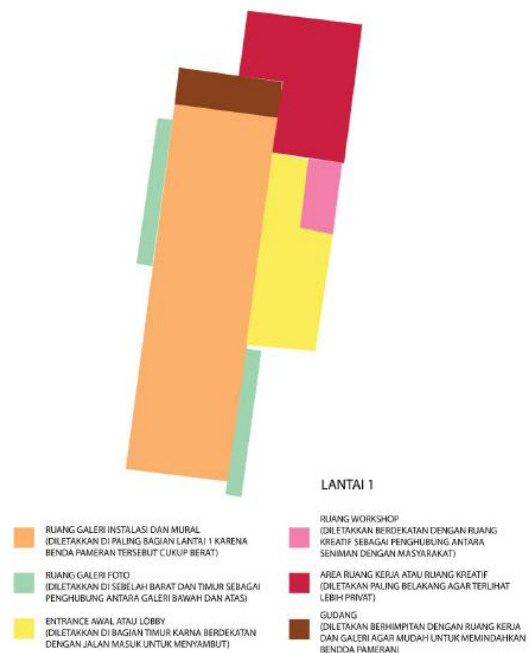 LANTAI 1
RUANG GALERI INSTALASI DAN MURAL
(DILETAKKAN DI PALING BAGIAN LANTAI 1 KARENA
BENDA PAMERAN TERSEBUT CUKUP BERAT)
RUANG GALERI FOTO
(DILETAKKAN DI SEBELAH BARAT DAN TIMUR SEBAGAI
PENGHUBUNG ANTARA GALERI BAWAH DAN ATAS)
ENTRANCE AWAL ATAU LOBBY
(DILETAKKAN DI BAGIAN TIMUR KARNA BERDEKATAN
DENGAN JALAN MASUK UNTUK MENYAMBUT)
RUANG WORKSHOP
(DILETAKKAN BERDEKATAN DENGAN RUANG
KREATIF SEBAGAI PENGHUBUNG ANTARA
SENIMAN DENGAN MASYARAKAT)
AREA RUANG KERJA ATAU RUANG KREATIF
(DILETAKAN PALING BELAKANG AGAR TERLIHAT
LEBIH PRIVAT)
GUDANG
(DILETAKAN BERHIMPITAN DENGAN RUANG KERJA
DAN GALERI AGAR MUDAH UNTUK MEMINDAHKAN
BENDDA PAMERAN)